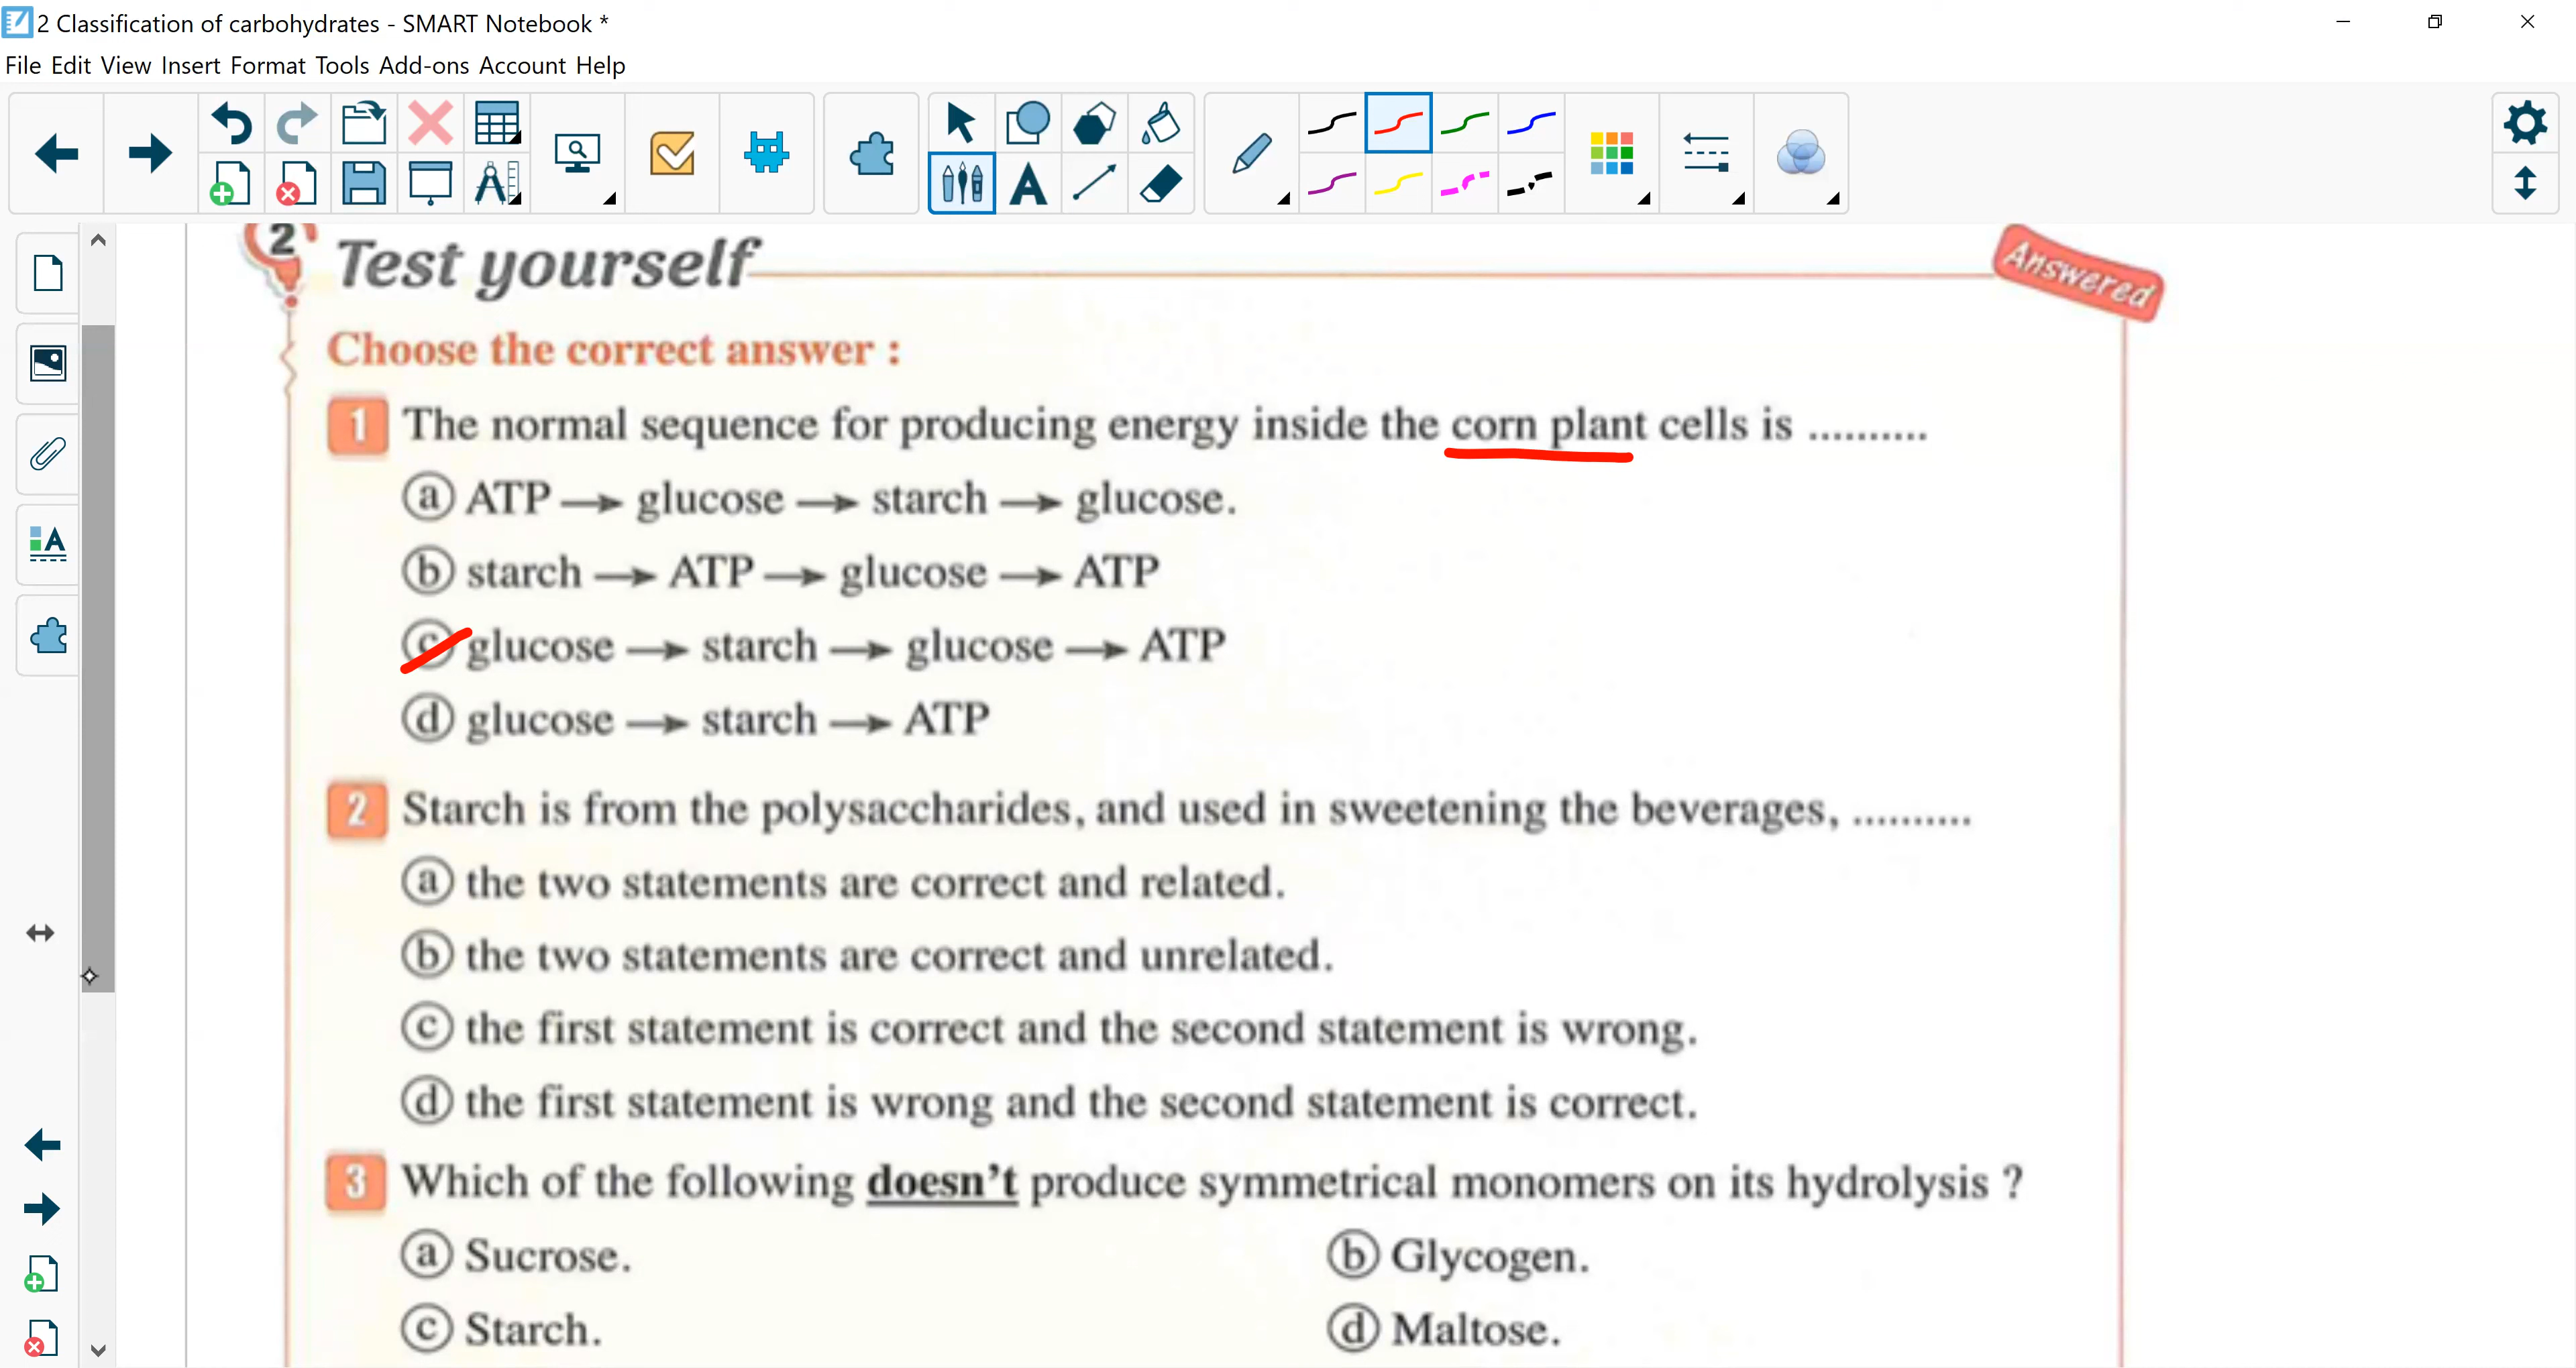 2 Classification of carbohydrates - SMART Notebook *
File Edit View Insert Format Tools Add-ons Account Help
2 Test yourself
Answered
Choose the correct answer :
1 The normal sequence for producing energy inside the corn plant cells is ..........
a ATP → glucose → starch → glucose.
b starch → ATP → glucose → ATP
c glucose → starch → glucose → ATP
d glucose → starch → ATP
2 Starch is from the polysaccharides, and used in sweetening the beverages, ..........
a the two statements are correct and related.
b the two statements are correct and unrelated.
c the first statement is correct and the second statement is wrong.
d the first statement is wrong and the second statement is correct.
3 Which of the following doesn't produce symmetrical monomers on its hydrolysis ?
a Sucrose. b Glycogen.
c Starch. d Maltose.